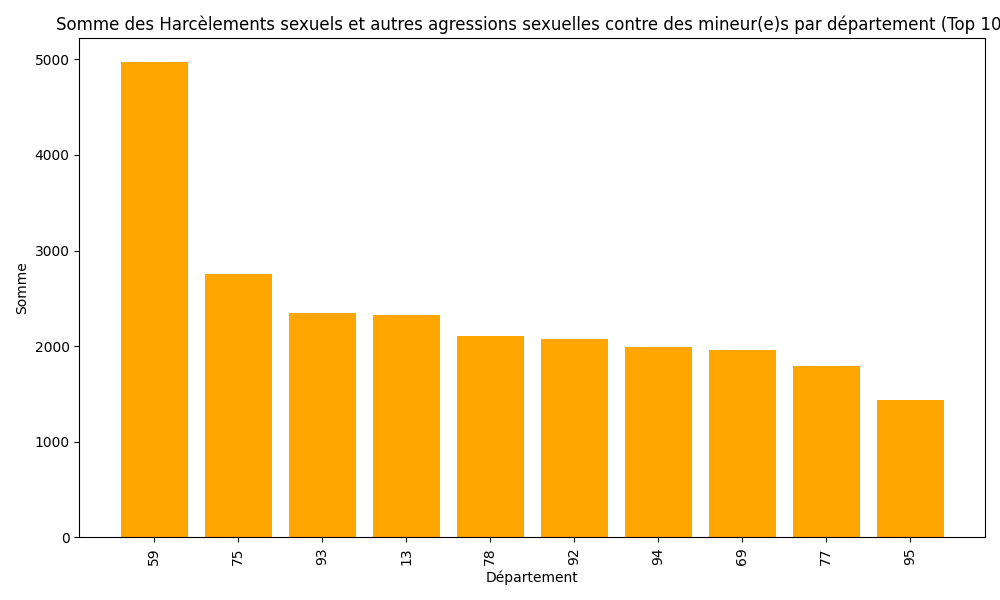 Somme des Harcèlements sexuels et autres agressions sexuelles contre des mineur(e)s par département (Top 10
5000
4000
3000
2000
1000
0
Somme
59 75 93 13 78 92 94 69 77 95
Département